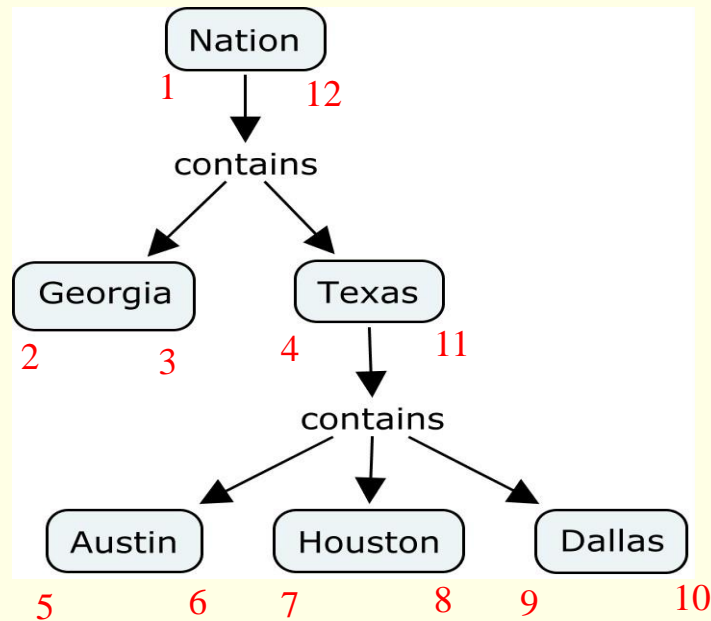 Nation
1 12
contains
Georgia Texas
2 3 4 11
contains
Austin Houston Dallas
5 6 7 8 9 10